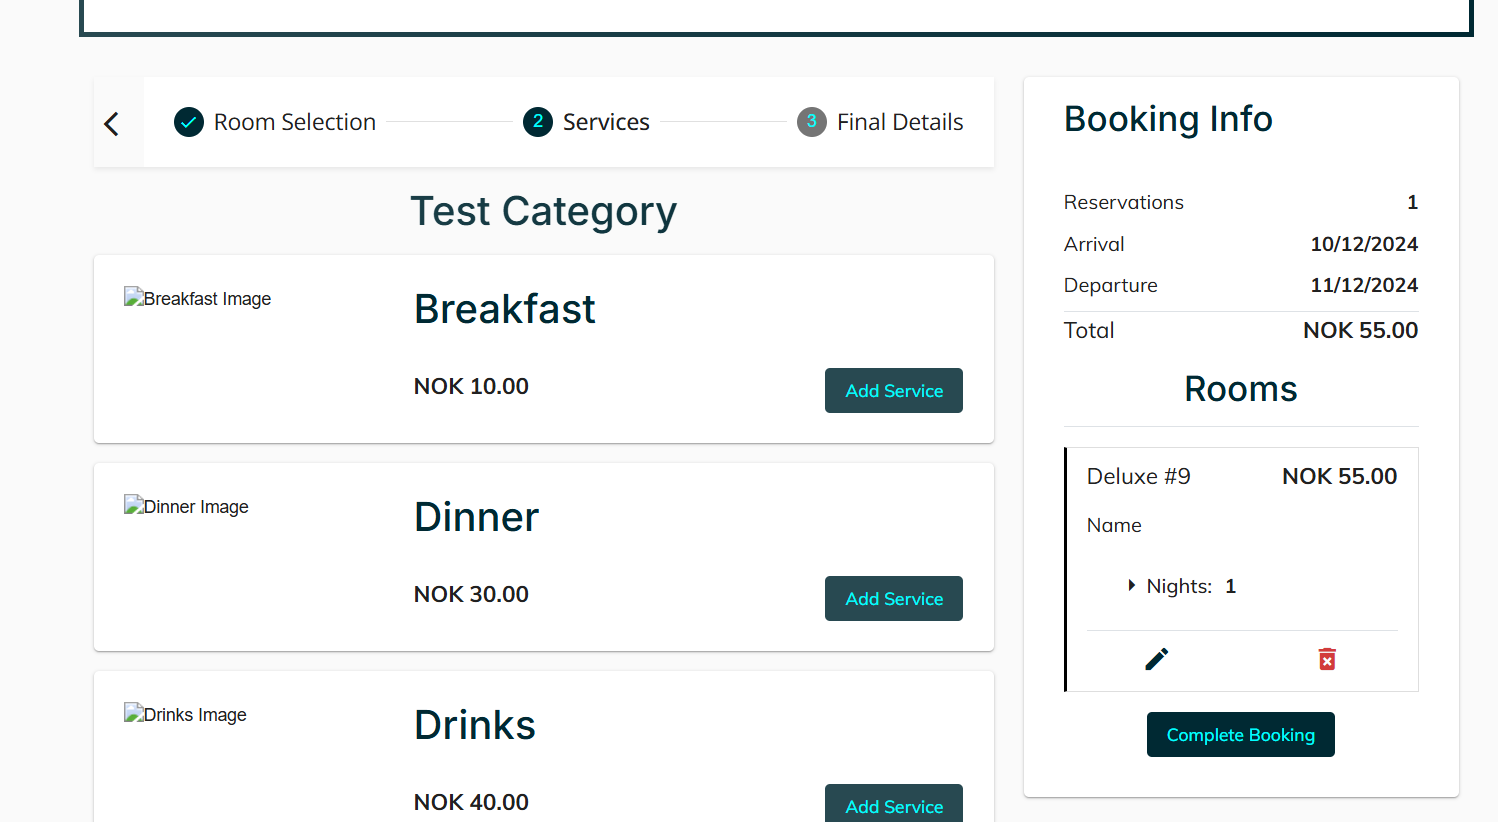 Room Selection
2 Services
3 Final Details
Test Category
Breakfast Image
Breakfast
NOK 10.00
Add Service
Dinner Image
Dinner
NOK 30.00
Add Service
Drinks Image
Drinks
NOK 40.00
Add Service
Booking Info
Reservations 1
Arrival 10/12/2024
Departure 11/12/2024
Total NOK 55.00
Rooms
Deluxe #9 NOK 55.00
Name
Nights: 1
Complete Booking